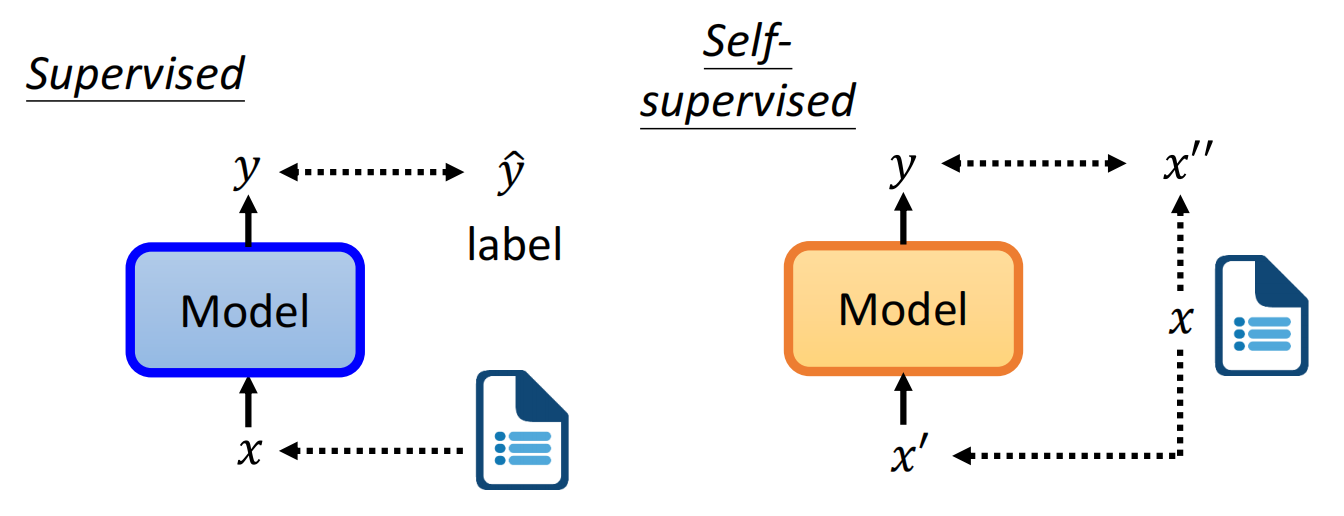 Supervised
y
ŷ
label
Model
x
Self-
supervised
y
x′′
Model
x
x′